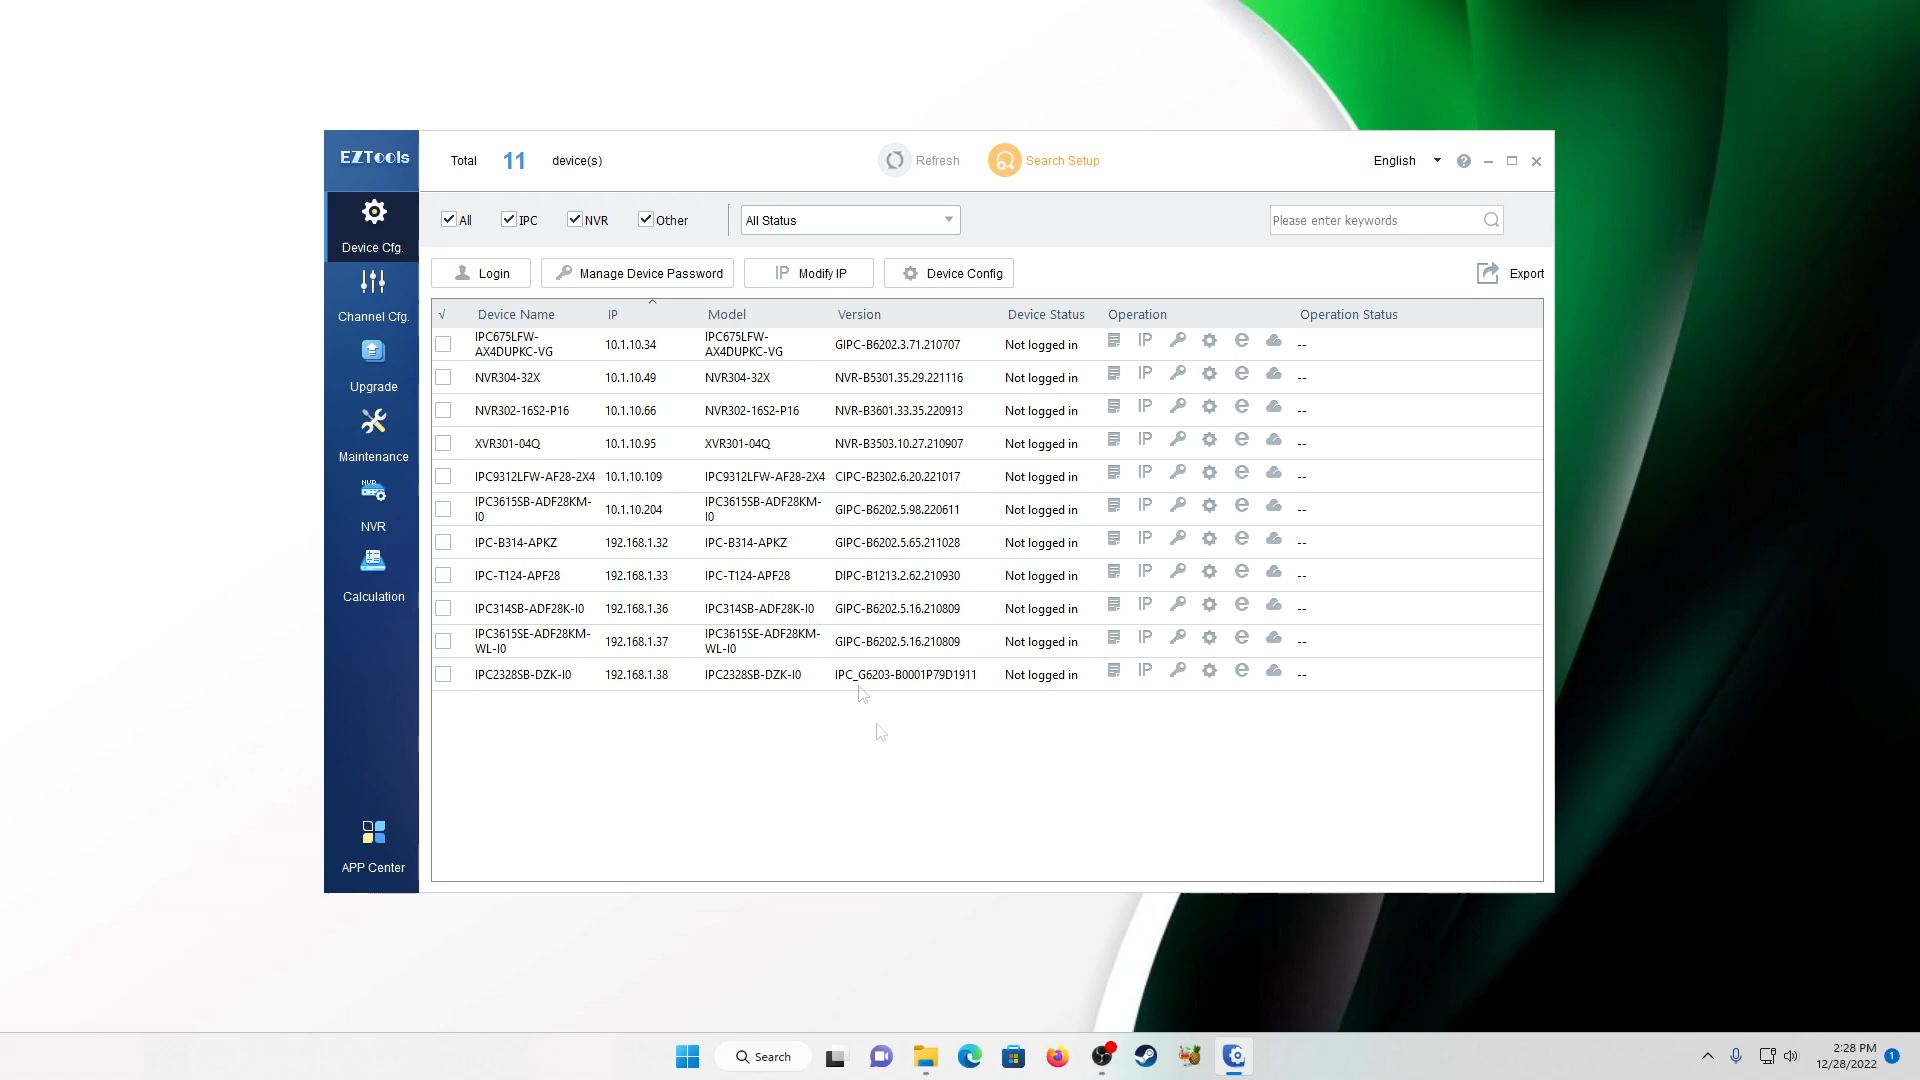 EZTools
Total 11 device(s)
Refresh
Search Setup
English
Device Cfg.
Channel Cfg.
Upgrade
Maintenance
NVR
NVR
Calculation
APP Center
All IPC NVR Other
All Status
Please enter keywords
Login
Manage Device Password
IP Modify IP
Device Config
Export
√ Device Name IP Model Version Device Status Operation Operation Status
IPC675LFW-
AX4DUPKC-VG 10.1.10.34 IPC675LFW-
AX4DUPKC-VG GIPC-B6202.3.71.210707 Not logged in IP --
NVR304-32X 10.1.10.49 NVR304-32X NVR-B5301.35.29.221116 Not logged in IP --
NVR302-16S2-P16 10.1.10.66 NVR302-16S2-P16 NVR-B3601.33.35.220913 Not logged in IP --
XVR301-04Q 10.1.10.95 XVR301-04Q NVR-B3503.10.27.210907 Not logged in IP --
IPC9312LFW-AF28-2X4 10.1.10.109 IPC9312LFW-AF28-2X4 CIPC-B2302.6.20.221017 Not logged in IP --
IPC3615SB-ADF28KM-
I0 10.1.10.204 IPC3615SB-ADF28KM-
I0 GIPC-B6202.5.98.220611 Not logged in IP --
IPC-B314-APKZ 192.168.1.32 IPC-B314-APKZ GIPC-B6202.5.65.211028 Not logged in IP --
IPC-T124-APF28 192.168.1.33 IPC-T124-APF28 DIPC-B1213.2.62.210930 Not logged in IP --
IPC314SB-ADF28K-I0 192.168.1.36 IPC314SB-ADF28K-I0 GIPC-B6202.5.16.210809 Not logged in IP --
IPC3615SE-ADF28KM-
WL-I0 192.168.1.37 IPC3615SE-ADF28KM-
WL-I0 GIPC-B6202.5.16.210809 Not logged in IP --
IPC2328SB-DZK-I0 192.168.1.38 IPC2328SB-DZK-I0 IPC_G6203-B0001P79D1911 Not logged in IP --
Search
2:28 PM
12/28/2022
1